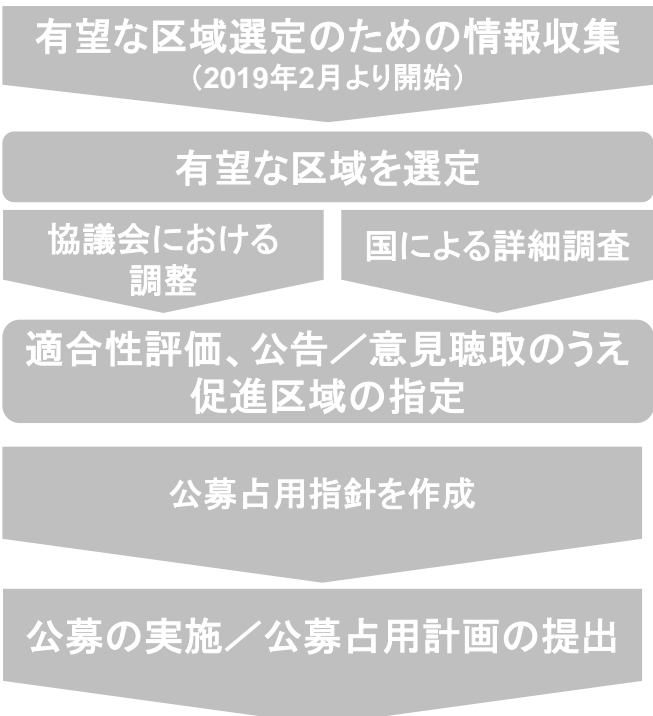 有望な区域選定のための情報収集
（2019年2月より開始）
有望な区域を選定
協議会における
調整
国による詳細調査
適合性評価、公告／意見聴取のうえ
促進区域の指定
公募占用指針を作成
公募の実施／公募占用計画の提出